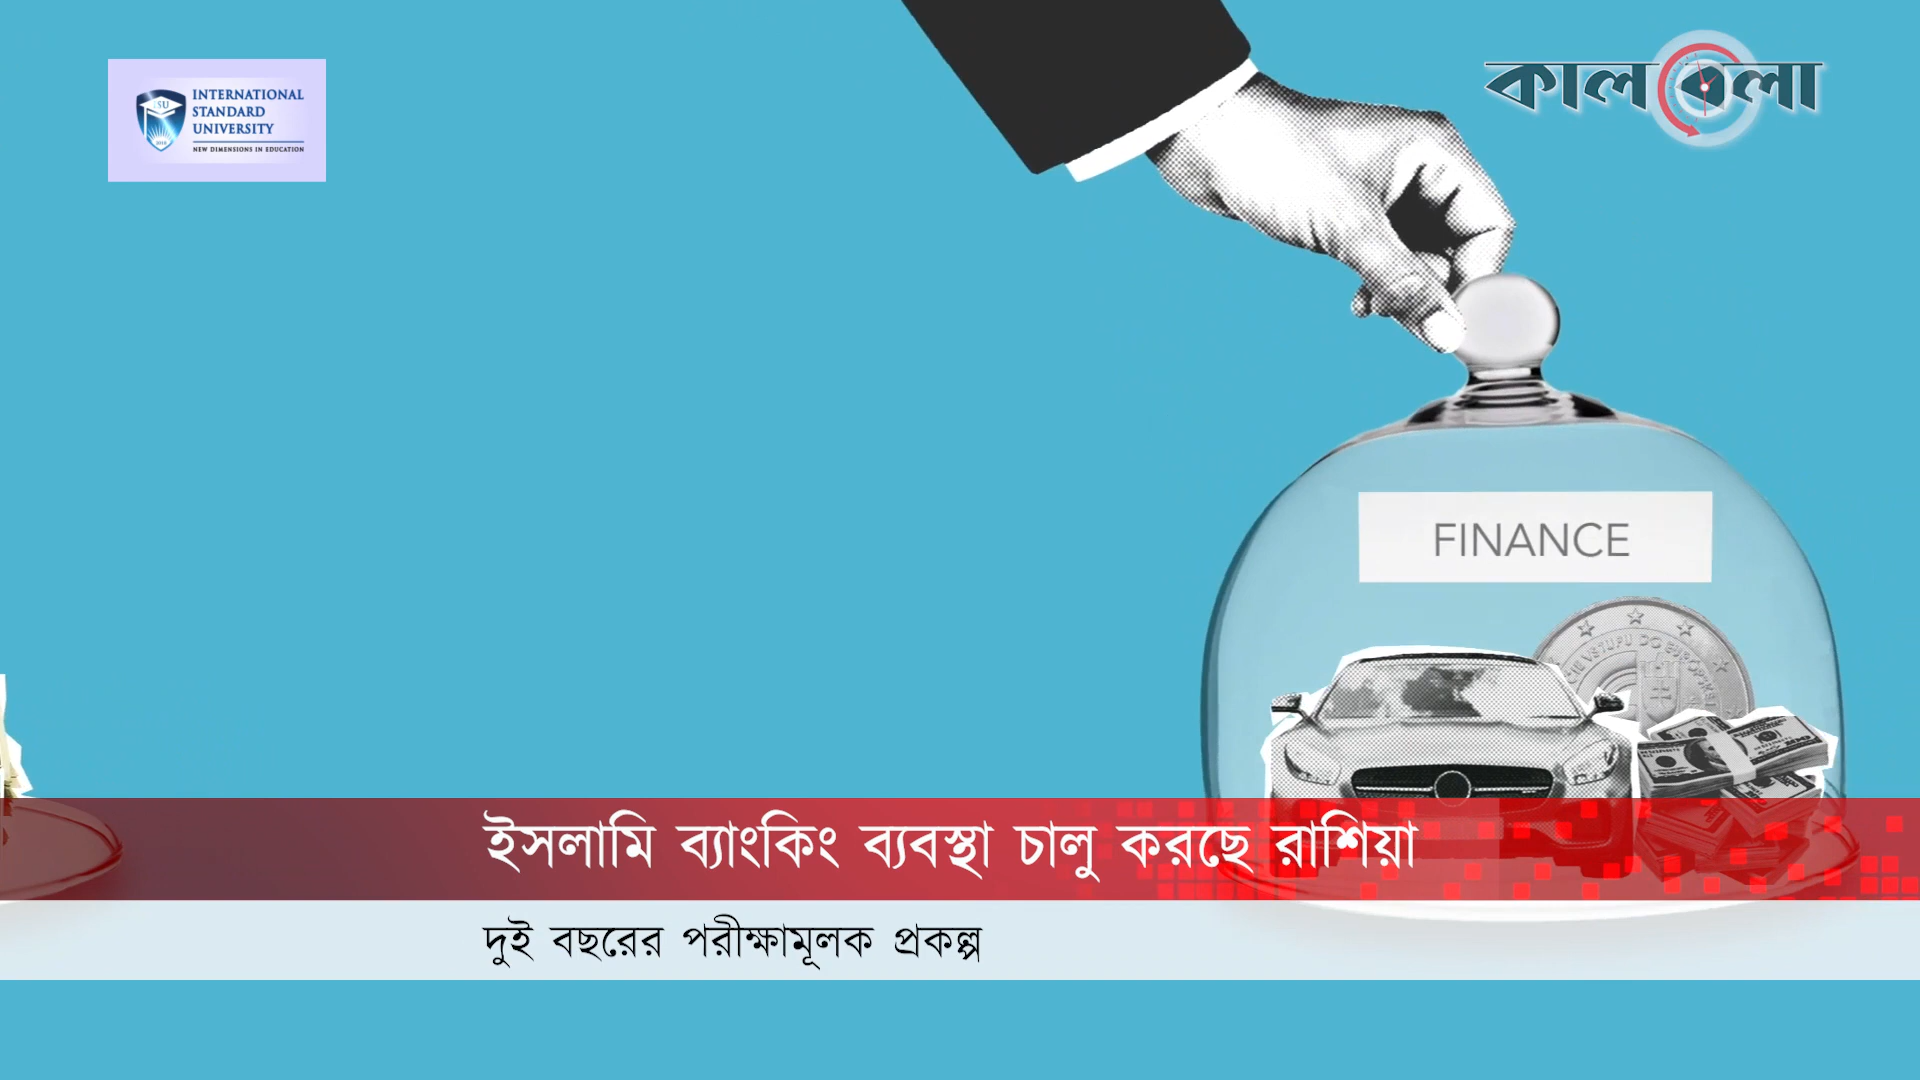 INTERNATIONAL
STANDARD
UNIVERSITY
NEW DIMENSIONS IN EDUCATION
কালবেলা
FINANCE
ইসলামি ব্যাংকিং ব্যবস্থা চালু করছে রাশিয়া
দুই বছরের পরীক্ষামূলক প্রকল্প